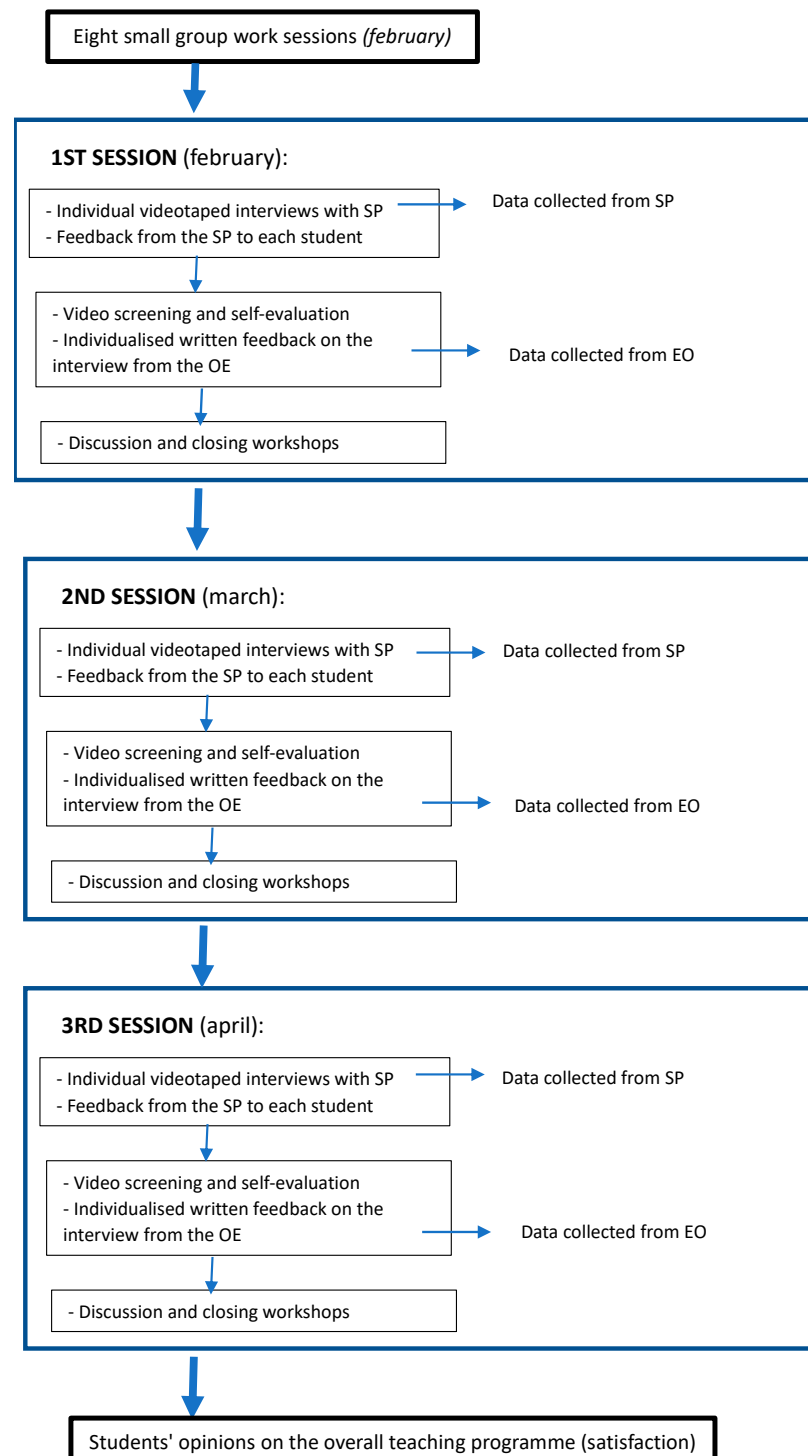 Eight small group work sessions (february)
1ST SESSION (february):
- Individual videotaped interviews with SP
- Feedback from the SP to each student
Data collected from SP
- Video screening and self-evaluation
- Individualised written feedback on the
interview from the OE
Data collected from EO
- Discussion and closing workshops
2ND SESSION (march):
- Individual videotaped interviews with SP
- Feedback from the SP to each student
Data collected from SP
- Video screening and self-evaluation
- Individualised written feedback on the
interview from the OE
Data collected from EO
- Discussion and closing workshops
3RD SESSION (april):
- Individual videotaped interviews with SP
- Feedback from the SP to each student
Data collected from SP
- Video screening and self-evaluation
- Individualised written feedback on the
interview from the OE
Data collected from EO
- Discussion and closing workshops
Students' opinions on the overall teaching programme (satisfaction)